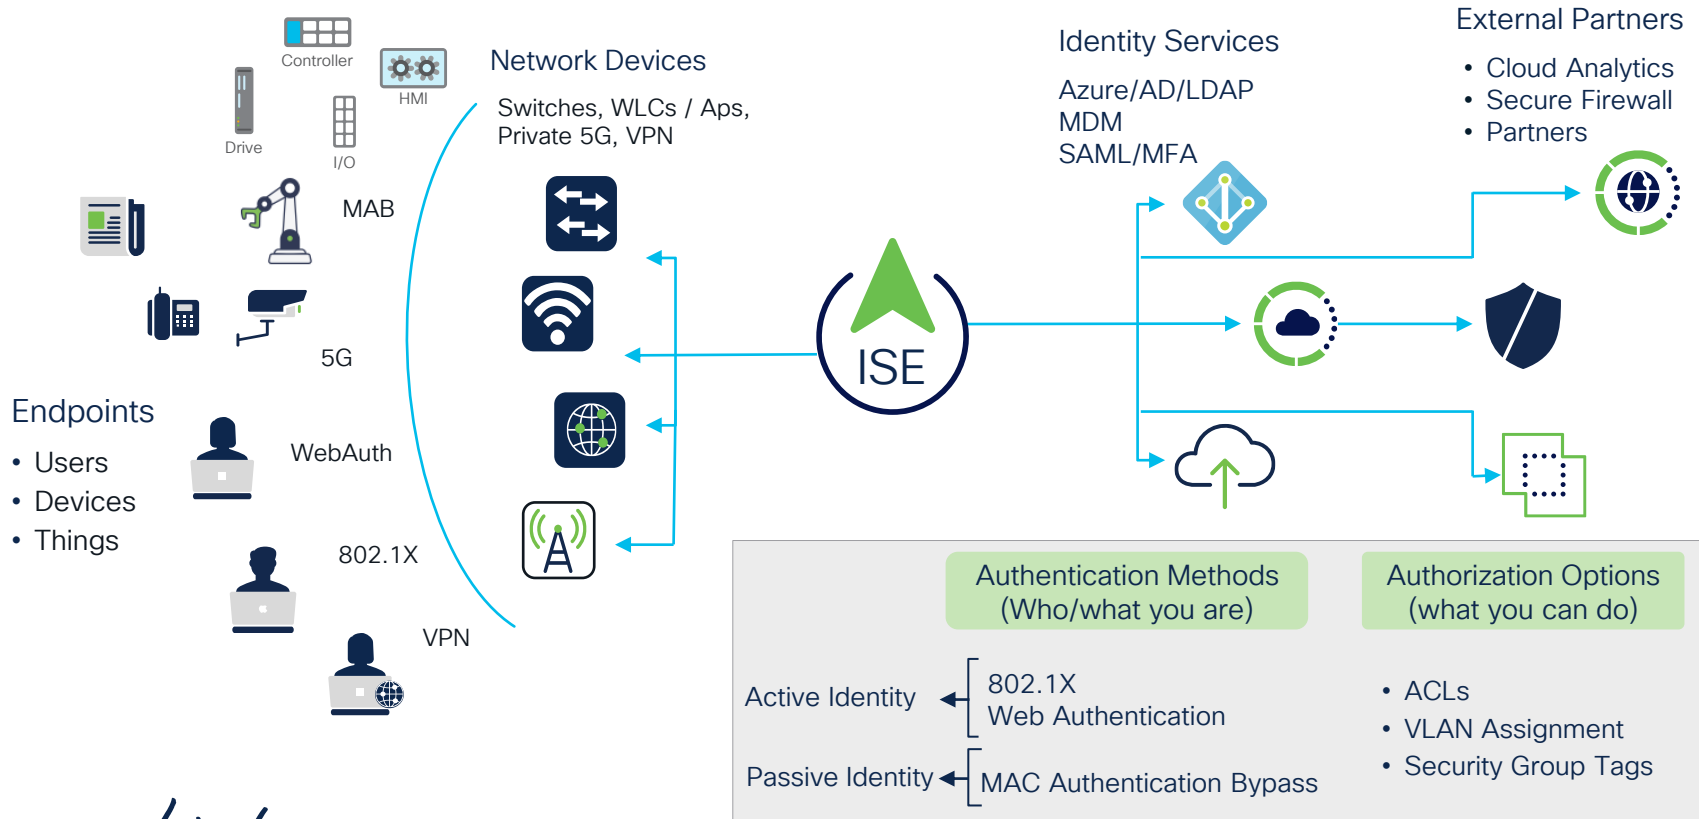 Controller
HMI
Drive
I/O
MAB
5G
Endpoints
• Users
• Devices
• Things
WebAuth
802.1X
VPN
Network Devices
Switches, WLCs / Aps,
Private 5G, VPN
ISE
Identity Services
Azure/AD/LDAP
MDM
SAML/MFA
External Partners
• Cloud Analytics
• Secure Firewall
• Partners
Authentication Methods
(Who/what you are)
Active Identity
802.1X
Web Authentication
Passive Identity
MAC Authentication Bypass
Authorization Options
(what you can do)
• ACLs
• VLAN Assignment
• Security Group Tags